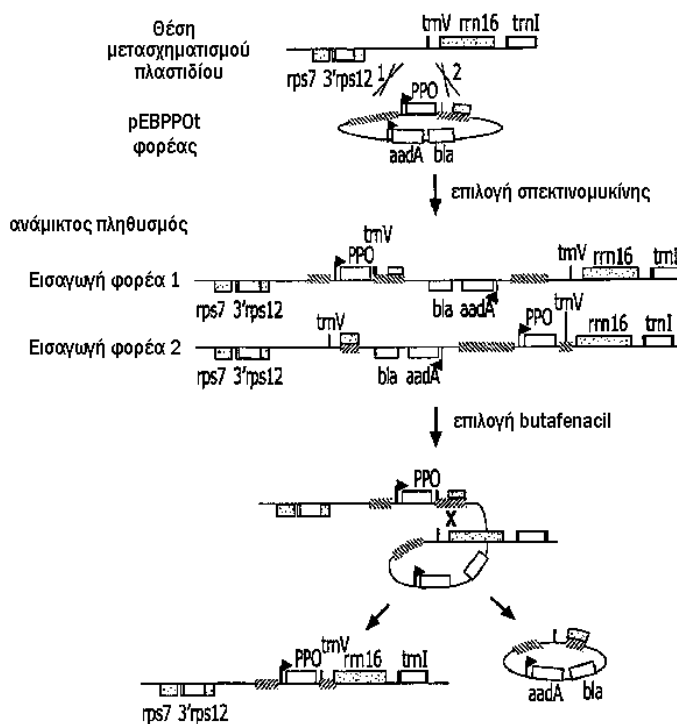 Θέση μετασχηματισμού πλαστιδίου
trnV rrn16 trnI
rps7 3'rps12
1 2
PPO
pEBPPOt φορέας
aadA bla
επιλογή σπεκτινομυκίνης
ανάμικτος πληθυσμός
trnV
PPO
trnV rrn16 trnI
Εισαγωγή φορέα 1
rps7 3'rps12
bla aadA
trnV
PPO
trnV
rrn16 trnI
Εισαγωγή φορέα 2
rps7 3'rps12
bla aadA
επιλογή butafenacil
PPO
X
trnV
PPO rrn16 trnI
rps7 3'rps12
aadA bla